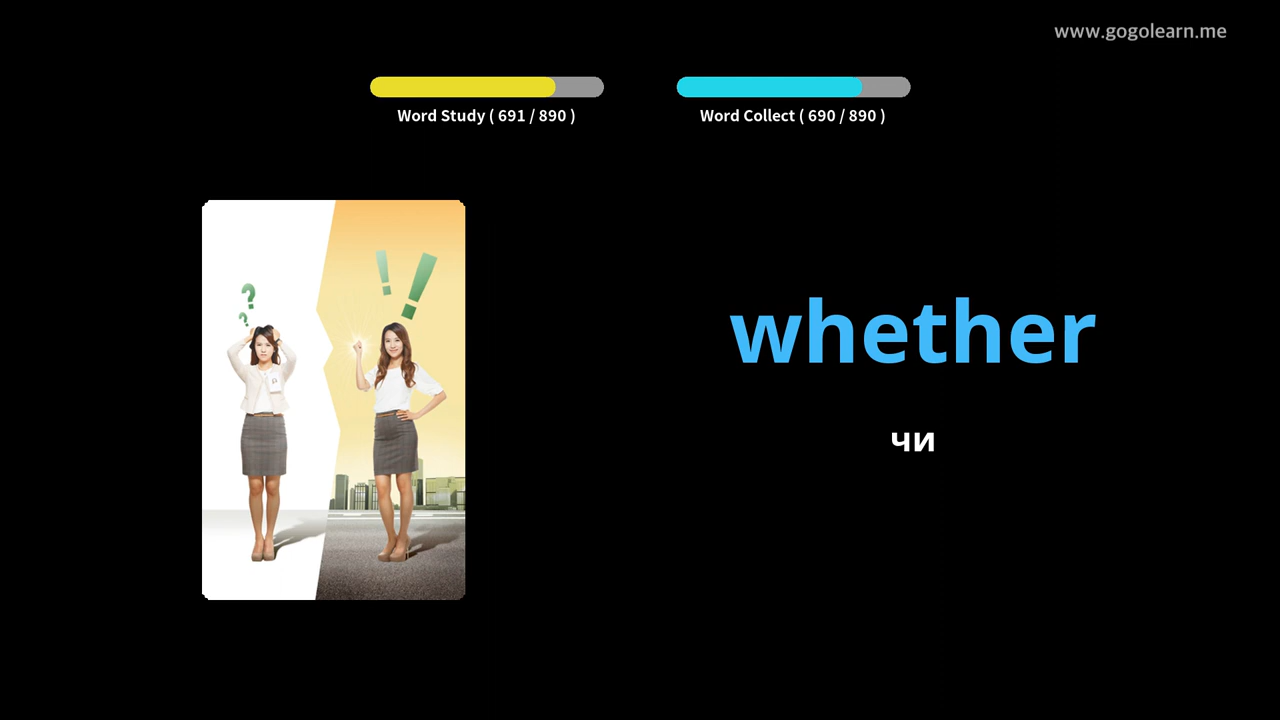 www.gogolearn.me
Word Study ( 691 / 890 )
Word Collect ( 690 / 890 )
? ?
! !
whether
чи